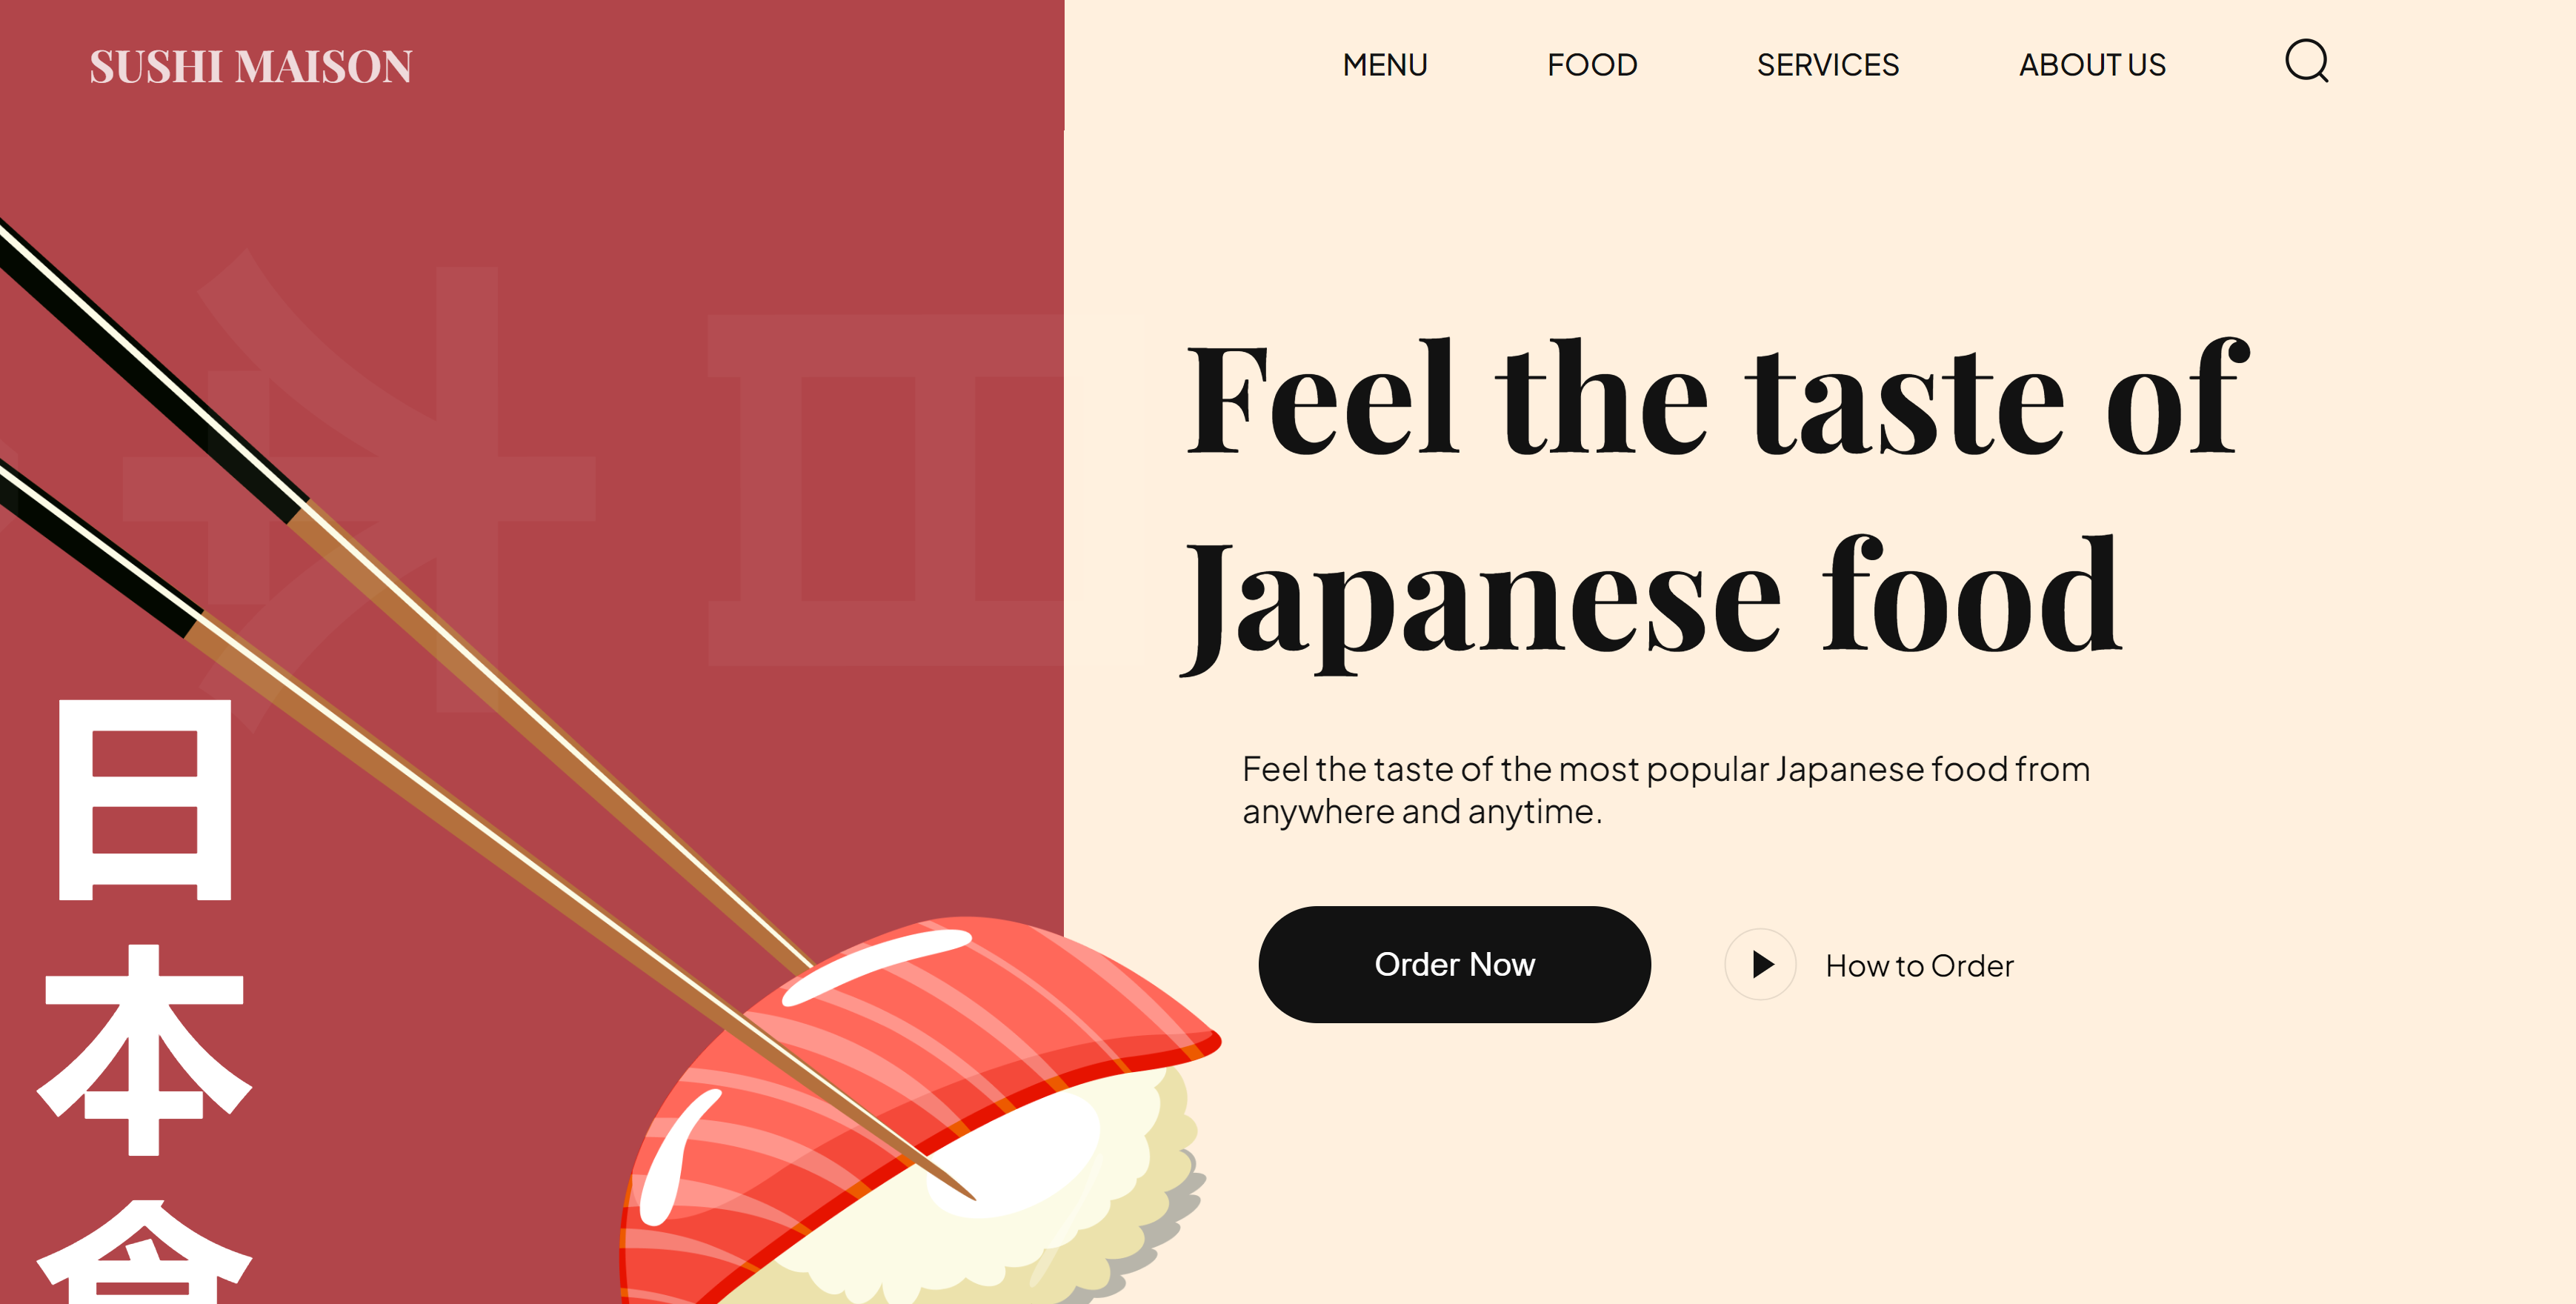 SUSHI MAISON
MENU
FOOD
SERVICES
ABOUT US
Feel the taste of
Japanese food
Feel the taste of the most popular Japanese food from
anywhere and anytime.
Order Now
How to Order
日
本